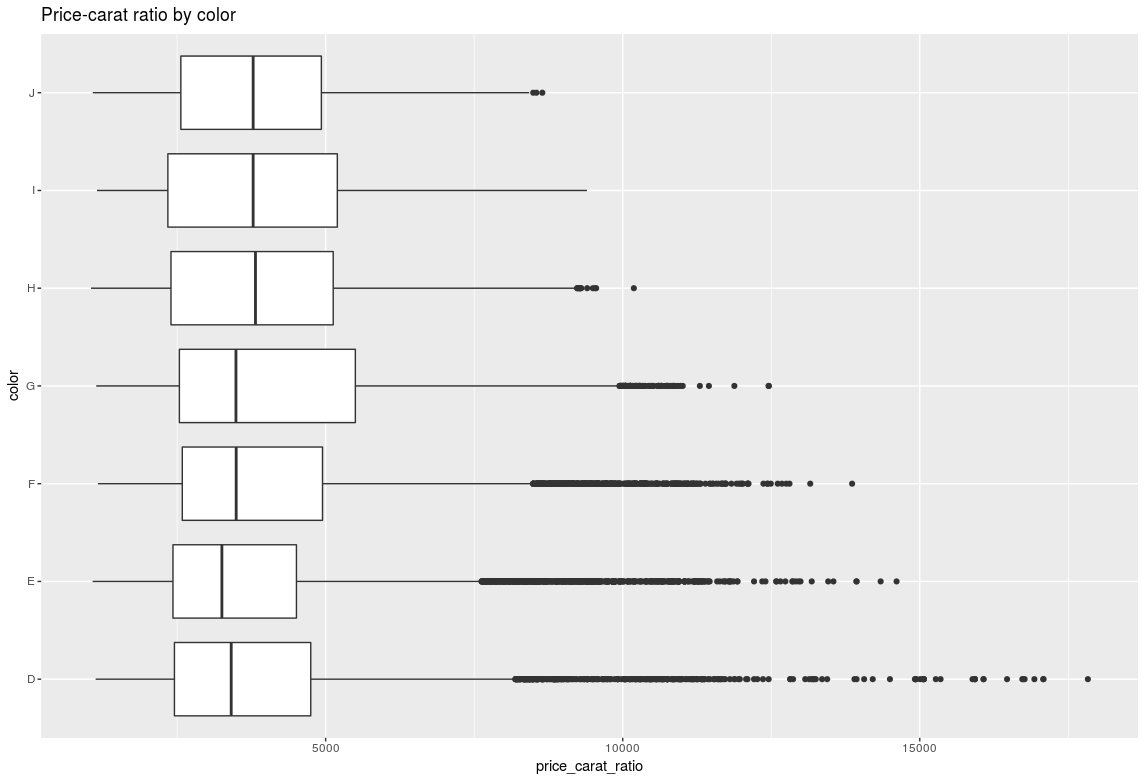 Price-carat ratio by color
J
I
H
G
F
E
D
color
5000
10000
15000
price_carat_ratio